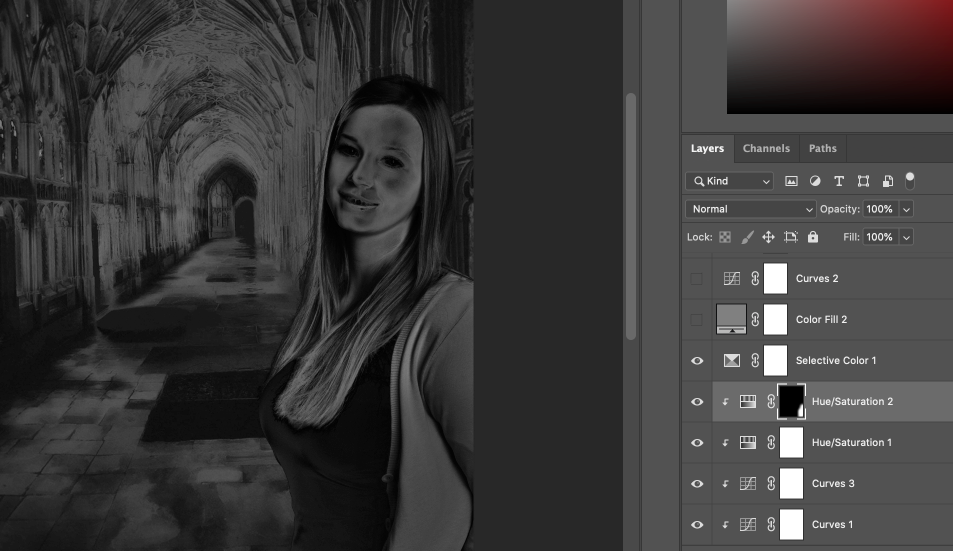 Layers Channels Paths
Kind
Normal Opacity: 100%
Lock: Fill: 100%
Curves 2
Color Fill 2
Selective Color 1
Hue/Saturation 2
Hue/Saturation 1
Curves 3
Curves 1